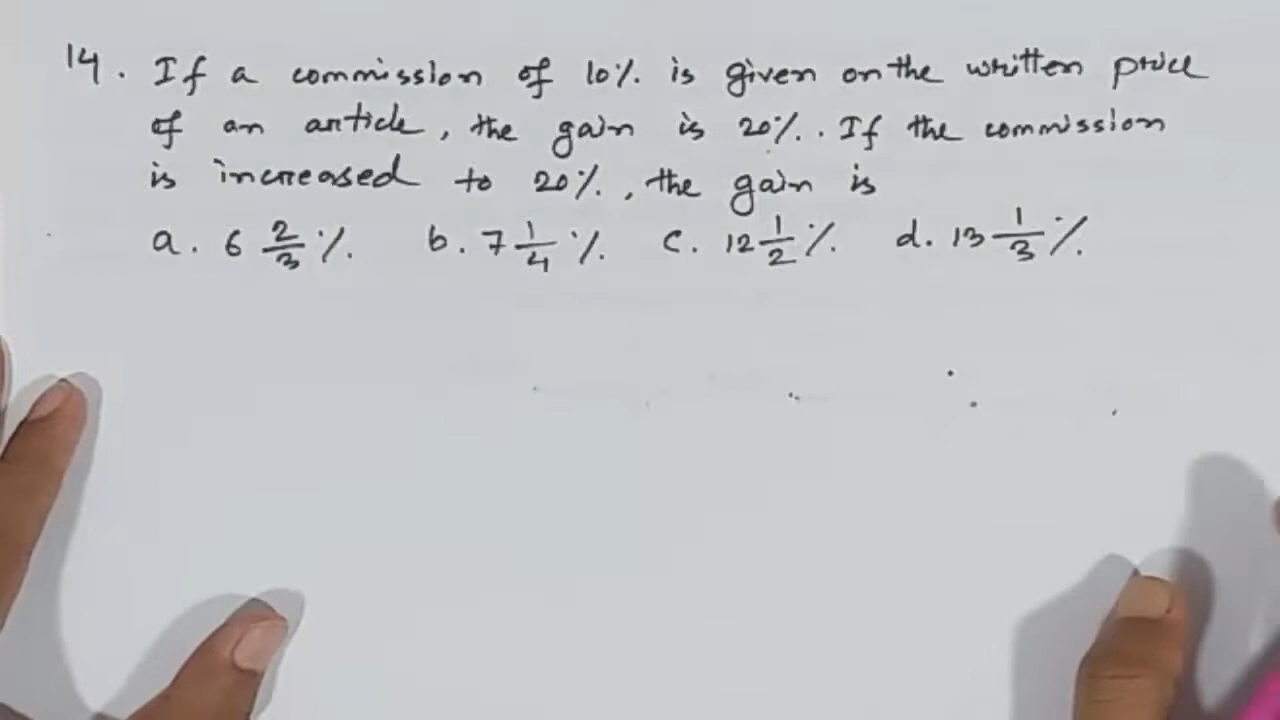 14. If a commission of 10%. is given on the written price
of an article, the gain is 20%. . If the commission
is increased to 20%. , the gain is
a. 6 2/3 %. b. 7 1/4 %. c. 12 1/2 %. d. 13 1/3 %.